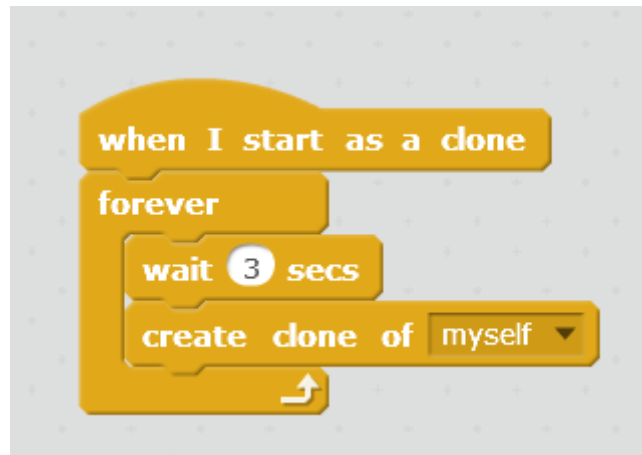 when I start as a clone
forever
wait 3 secs
create clone of myself